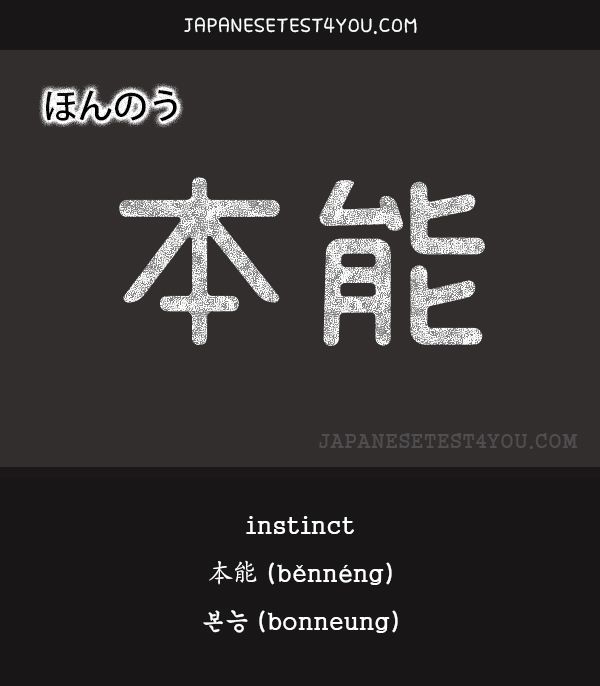 JAPANESETEST4YOU.COM
ほんのう
本能
JAPANESETEST4YOU.COM
instinct
本能 (běnnéng)
본능 (bonneung)